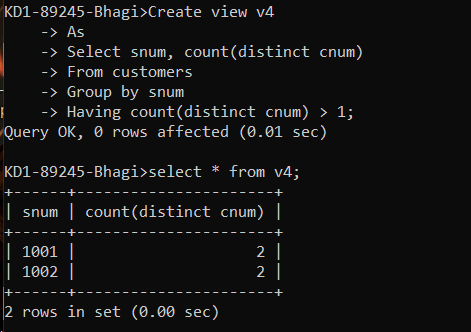 KD1-89245-Bhagi>Create view v4
    -> As
    -> Select snum, count(distinct cnum)
    -> From customers
    -> Group by snum
    -> Having count(distinct cnum) > 1;
Query OK, 0 rows affected (0.01 sec)

KD1-89245-Bhagi>select * from v4;
+------+----------------------+
| snum | count(distinct cnum) |
+------+----------------------+
| 1001 |                    2 |
| 1002 |                    2 |
+------+----------------------+
2 rows in set (0.00 sec)